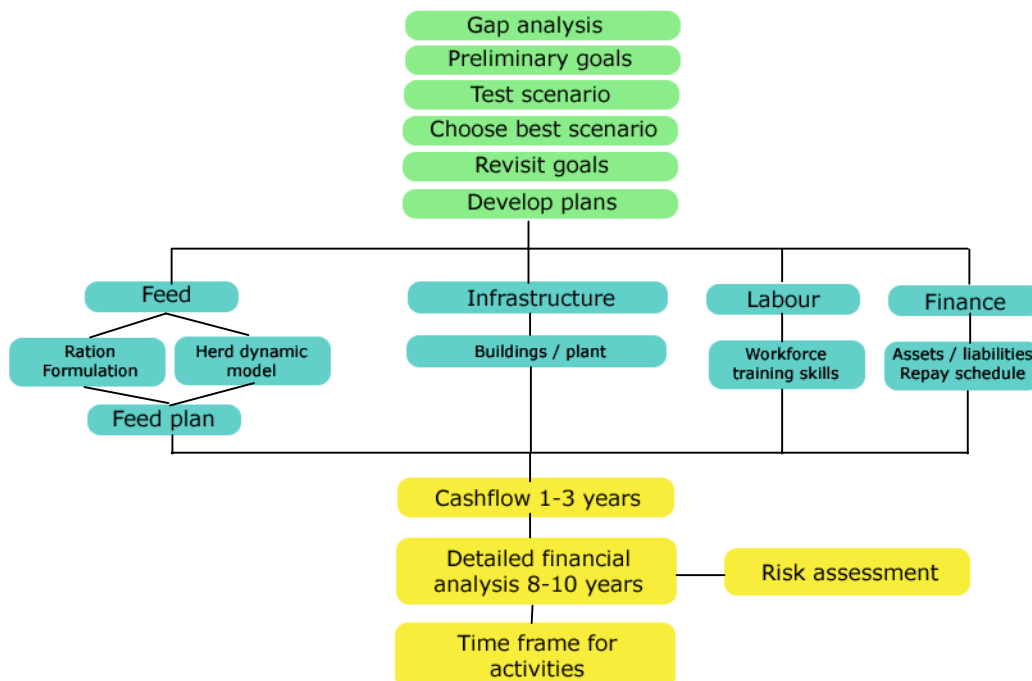 Gap analysis
Preliminary goals
Test scenario
Choose best scenario
Revisit goals
Develop plans
Feed
Infrastructure
Labour
Finance
Ration
Formulation
Herd dynamic
model
Buildings / plant
Workforce
training skills
Assets / liabilities
Repay schedule
Feed plan
Cashflow 1-3 years
Detailed financial
analysis 8-10 years
Risk assessment
Time frame for
activities